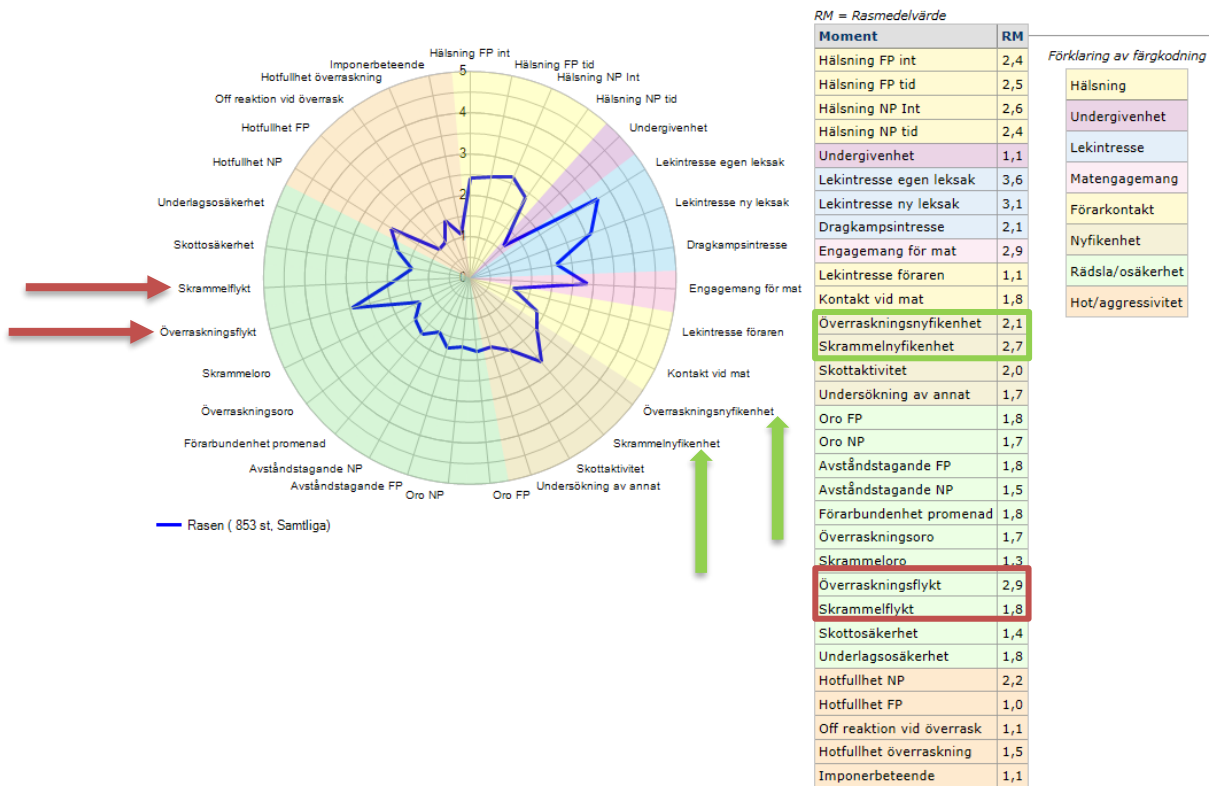 Hälsning FP int
Hälsning FP tid
Hälsning NP Int
Hälsning NP tid
Undergivenhet
Lekintresse egen leksak
Lekintresse ny leksak
Dragkampsintresse
Engagemang för mat
Lekintresse föraren
Kontakt vid mat
Överraskningsnyfikenhet
Skrammelnyfikenhet
Skottaktivitet
Undersökning av annat
Oro FP
Oro NP
Avståndstagande FP
Avståndstagande NP
Förarbundenhet promenad
Överraskningsoro
Skrammeloro
Överraskningsflykt
Skrammelflykt
Skottosäkerhet
Underlagsosäkerhet
Hotfullhet NP
Hotfullhet FP
Off reaktion vid överrask
Hotfullhet överraskning
Imponerbeteende
5
4
3
2
1
0
Rasen ( 853 st, Samtliga)
RM = Rasmedelvärde
Moment RM
Hälsning FP int 2,4
Hälsning FP tid 2,5
Hälsning NP Int 2,6
Hälsning NP tid 2,4
Undergivenhet 1,1
Lekintresse egen leksak 3,6
Lekintresse ny leksak 3,1
Dragkampsintresse 2,1
Engagemang för mat 2,9
Lekintresse föraren 1,1
Kontakt vid mat 1,8
Överraskningsnyfikenhet 2,1
Skrammelnyfikenhet 2,7
Skottaktivitet 2,0
Undersökning av annat 1,7
Oro FP 1,8
Oro NP 1,7
Avståndstagande FP 1,8
Avståndstagande NP 1,5
Förarbundenhet promenad 1,8
Överraskningsoro 1,7
Skrammeloro 1,3
Överraskningsflykt 2,9
Skrammelflykt 1,8
Skottosäkerhet 1,4
Underlagsosäkerhet 1,8
Hotfullhet NP 2,2
Hotfullhet FP 1,0
Off reaktion vid överrask 1,1
Hotfullhet överraskning 1,5
Imponerbeteende 1,1
Förklaring av färgkodning
Hälsning
Undergivenhet
Lekintresse
Matengagemang
Förarkontakt
Nyfikenhet
Rädsla/osäkerhet
Hot/aggressivitet